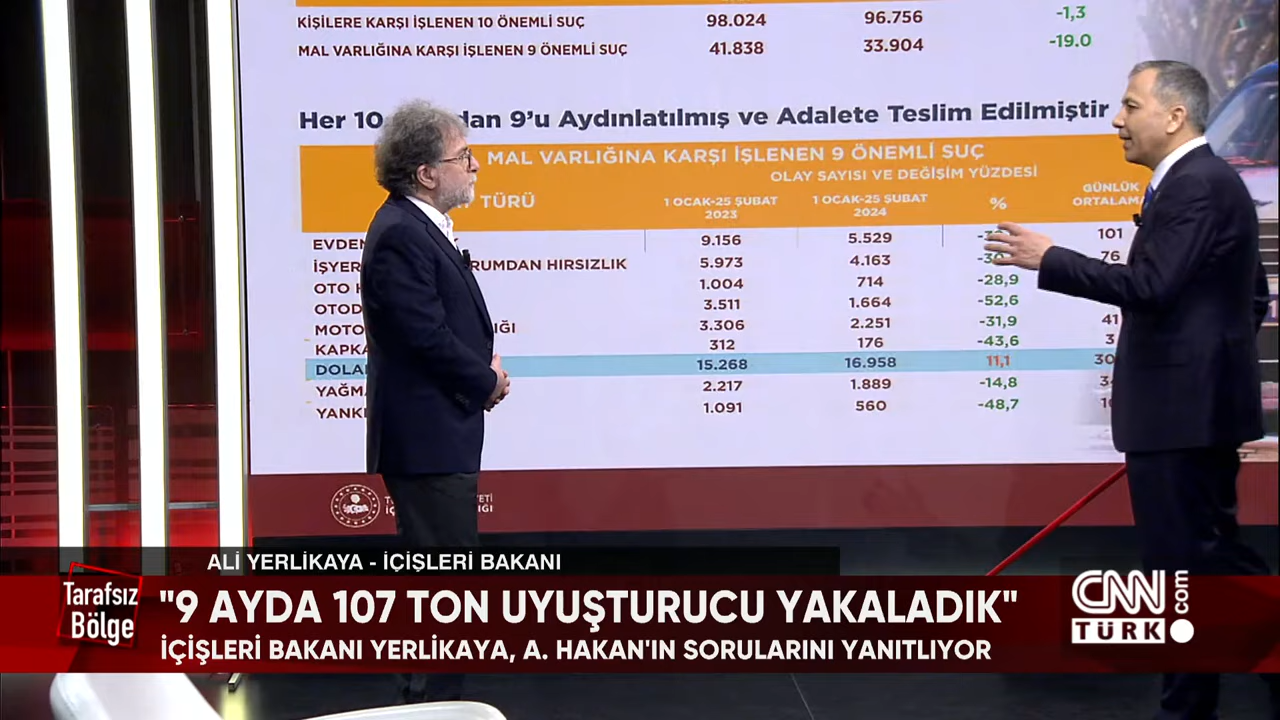 KİŞİLERE KARŞI İŞLENEN 10 ÖNEMLİ SUÇ 98.024 96.756 -1,3
MAL VARLIĞINA KARŞI İŞLENEN 9 ÖNEMLİ SUÇ 41.838 33.904 -19.0
Her 10 dan 9'u Aydınlatılmış ve Adalete Teslim Edilmiştir
MAL VARLIĞINA KARŞI İŞLENEN 9 ÖNEMLİ SUÇ
OLAY SAYISI VE DEĞİŞİM YÜZDESİ
TÜRÜ 1 OCAK-25 ŞUBAT 2023 1 OCAK-25 ŞUBAT 2024 % GÜNLÜK ORTALAMA
EVDEN 9.156 5.529 101
İŞYER RUMDAN HIRSIZLIK 5.973 4.163 -30 76
OTO 1.004 714 -28,9
OTOD 3.511 1.664 -52,6
MOTO IĞI 3.306 2.251 -31,9 41
KAPKA 312 176 -43,6 3
DOLA 15.268 16.958 11,1 30
YAĞM 2.217 1.889 -14,8
YANK 1.091 560 -48,7
ALİ YERLİKAYA - İÇİŞLERİ BAKANI
Tarafsız
Bölge
"9 AYDA 107 TON UYUŞTURUCU YAKALADIK"
İÇİŞLERİ BAKANI YERLİKAYA, A. HAKAN'IN SORULARINI YANITLIYOR
CNN
TÜRK
.com